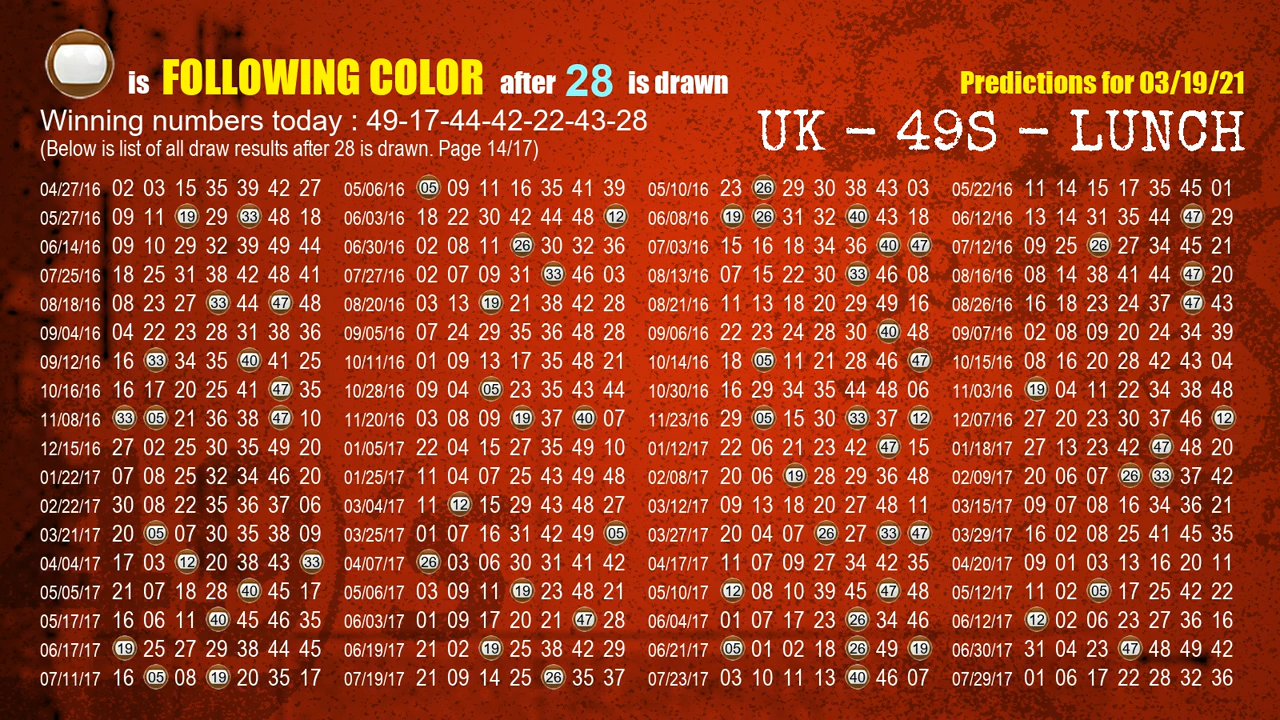 is FOLLOWING COLOR after 28 is drawn
Predictions for 03/19/21
Winning numbers today : 49-17-44-42-22-43-28
UK - 49S - LUNCH
(Below is list of all draw results after 28 is drawn. Page 14/17)
04/27/16 02 03 15 35 39 42 27 05/06/16 05 09 11 16 35 41 39 05/10/16 23 26 29 30 38 43 03 05/22/16 11 14 15 17 35 45 01
05/27/16 09 11 19 29 33 48 18 06/03/16 18 22 30 42 44 48 12 06/08/16 19 26 31 32 40 43 18 06/12/16 13 14 31 35 44 47 29
06/14/16 09 10 29 32 39 49 44 06/30/16 02 08 11 26 30 32 36 07/03/16 15 16 18 34 36 40 47 07/12/16 09 25 26 27 34 45 21
07/25/16 18 25 31 38 42 48 41 07/27/16 02 07 09 31 33 46 03 08/13/16 07 15 22 30 33 46 08 08/16/16 08 14 38 41 44 47 20
08/18/16 08 23 27 33 44 47 48 08/20/16 03 13 19 21 38 42 28 08/21/16 11 13 18 20 29 49 16 08/26/16 16 18 23 24 37 47 43
09/04/16 04 22 23 28 31 38 36 09/05/16 07 24 29 35 36 48 28 09/06/16 22 23 24 28 30 40 48 09/07/16 02 08 09 20 24 34 39
09/12/16 16 33 34 35 40 41 25 10/11/16 01 09 13 17 35 48 21 10/14/16 18 05 11 21 28 46 47 10/15/16 08 16 20 28 42 43 04
10/16/16 16 17 20 25 41 47 35 10/28/16 09 04 05 23 35 43 44 10/30/16 16 29 34 35 44 48 06 11/03/16 19 04 11 22 34 38 48
11/08/16 33 05 21 36 38 47 10 11/20/16 03 08 09 19 37 40 07 11/23/16 29 05 15 30 33 37 12 12/07/16 27 20 23 30 37 46 12
12/15/16 27 02 25 30 35 49 20 01/05/17 22 04 15 27 35 49 10 01/12/17 22 06 21 23 42 47 15 01/18/17 27 13 23 42 47 48 20
01/22/17 07 08 25 32 34 46 20 01/25/17 11 04 07 25 43 49 48 02/08/17 20 06 19 28 29 36 48 02/09/17 20 06 07 26 33 37 42
02/22/17 30 08 22 35 36 37 06 03/04/17 11 12 15 29 43 48 27 03/12/17 09 13 18 20 27 48 11 03/15/17 09 07 08 16 34 36 21
03/21/17 20 05 07 30 35 38 09 03/25/17 01 07 16 31 42 49 05 03/27/17 20 04 07 26 27 33 47 03/29/17 16 02 08 25 41 45 35
04/04/17 17 03 12 20 38 43 33 04/07/17 26 03 06 30 31 41 42 04/17/17 11 07 09 27 34 42 35 04/20/17 09 01 03 13 16 20 11
05/05/17 21 07 18 28 40 45 17 05/06/17 03 09 11 19 23 48 21 05/10/17 12 08 10 39 45 47 48 05/12/17 11 02 05 17 25 42 22
05/17/17 16 06 11 40 45 46 35 06/03/17 01 09 17 20 21 47 28 06/04/17 01 07 17 23 26 34 46 06/12/17 12 02 06 23 27 36 16
06/17/17 19 25 27 29 38 44 45 06/19/17 21 02 19 25 38 42 29 06/21/17 05 01 02 18 26 49 19 06/30/17 31 04 23 47 48 49 42
07/11/17 16 05 08 19 20 35 17 07/19/17 21 09 14 25 26 35 37 07/23/17 03 10 11 13 40 46 07 07/29/17 01 06 17 22 28 32 36